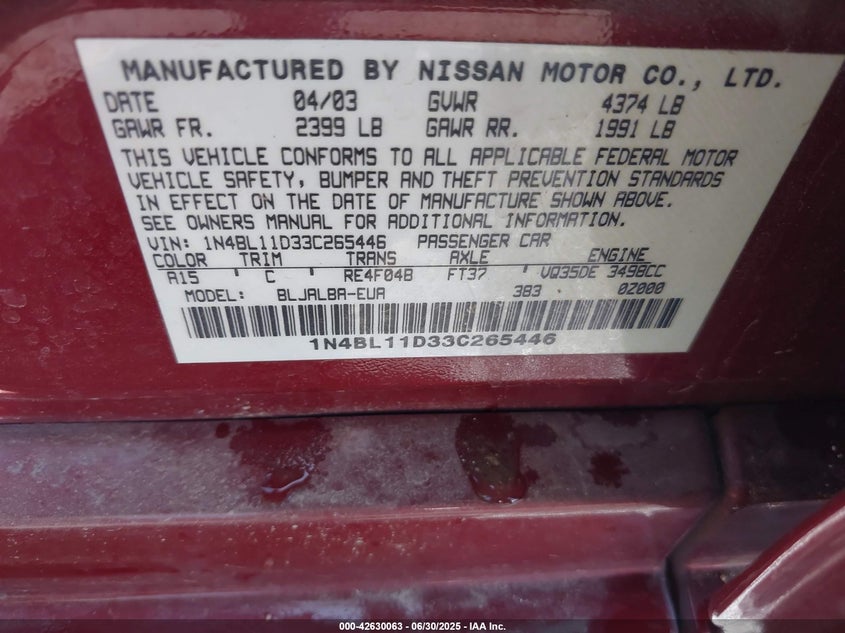 MANUFACTURED BY NISSAN MOTOR CO., LTD.
DATE 04/03 GVWR 4374 LB
GAWR FR. 2399 LB GAWR RR. 1991 LB
THIS VEHICLE CONFORMS TO ALL APPLICABLE FEDERAL MOTOR
VEHICLE SAFETY, BUMPER AND THEFT PREVENTION STANDARDS
IN EFFECT ON THE DATE OF MANUFACTURE SHOWN ABOVE.
SEE OWNERS MANUAL FOR ADDITIONAL INFORMATION.
VIN: 1N4BL11D33C265446 PASSENGER CAR
COLOR TRIM TRANS AXLE ENGINE
A15 ' C ' RE4F04B FT37 ' VQ35DE 3498CC
MODEL: BLJALBA-EUA 383 0Z000
1N4BL11D33C265446
000-42630063 - 06/30/2025 - IAA Inc.